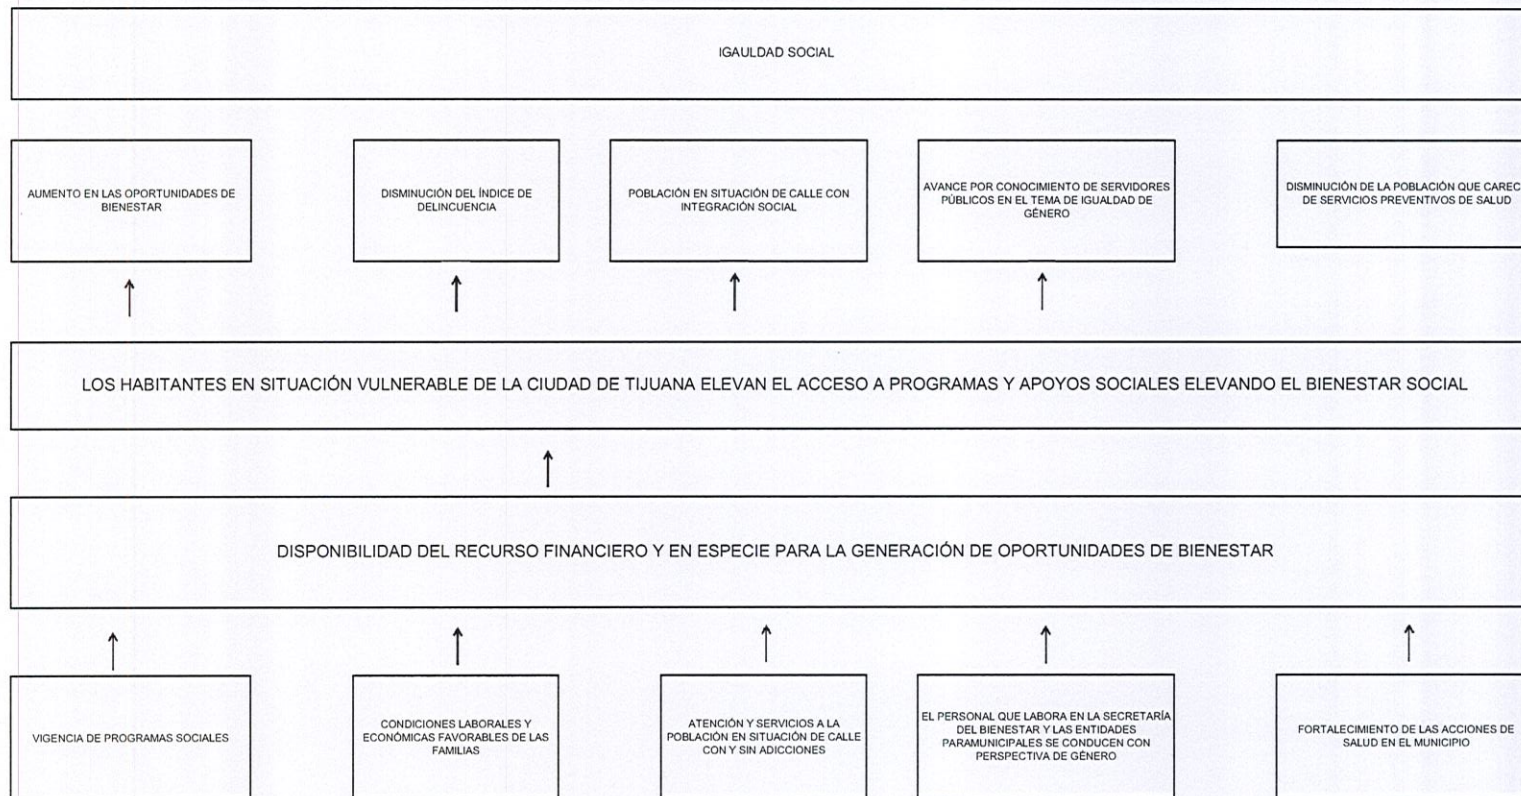 IGAULDAD SOCIAL
AUMENTO EN LAS OPORTUNIDADES DE
BIENESTAR
DISMINUCIÓN DEL ÍNDICE DE
DELINCUENCIA
POBLACIÓN EN SITUACIÓN DE CALLE CON
INTEGRACIÓN SOCIAL
AVANCE POR CONOCIMIENTO DE SERVIDORES
PÚBLICOS EN EL TEMA DE IGUALDAD DE
GÉNERO
DISMINUCIÓN DE LA POBLACIÓN QUE CAREC
DE SERVICIOS PREVENTIVOS DE SALUD
LOS HABITANTES EN SITUACIÓN VULNERABLE DE LA CIUDAD DE TIJUANA ELEVAN EL ACCESO A PROGRAMAS Y APOYOS SOCIALES ELEVANDO EL BIENESTAR SOCIAL
DISPONIBILIDAD DEL RECURSO FINANCIERO Y EN ESPECIE PARA LA GENERACIÓN DE OPORTUNIDADES DE BIENESTAR
VIGENCIA DE PROGRAMAS SOCIALES
CONDICIONES LABORALES Y
ECONÓMICAS FAVORABLES DE LAS
FAMILIAS
ATENCIÓN Y SERVICIOS A LA
POBLACIÓN EN SITUACIÓN DE CALLE
CON Y SIN ADICCIONES
EL PERSONAL QUE LABORA EN LA SECRETARÍA
DEL BIENESTAR Y LAS ENTIDADES
PARAMUNICIPALES SE CONDUCEN CON
PERSPECTIVA DE GÉNERO
FORTALECIMIENTO DE LAS ACCIONES DE
SALUD EN EL MUNICIPIO